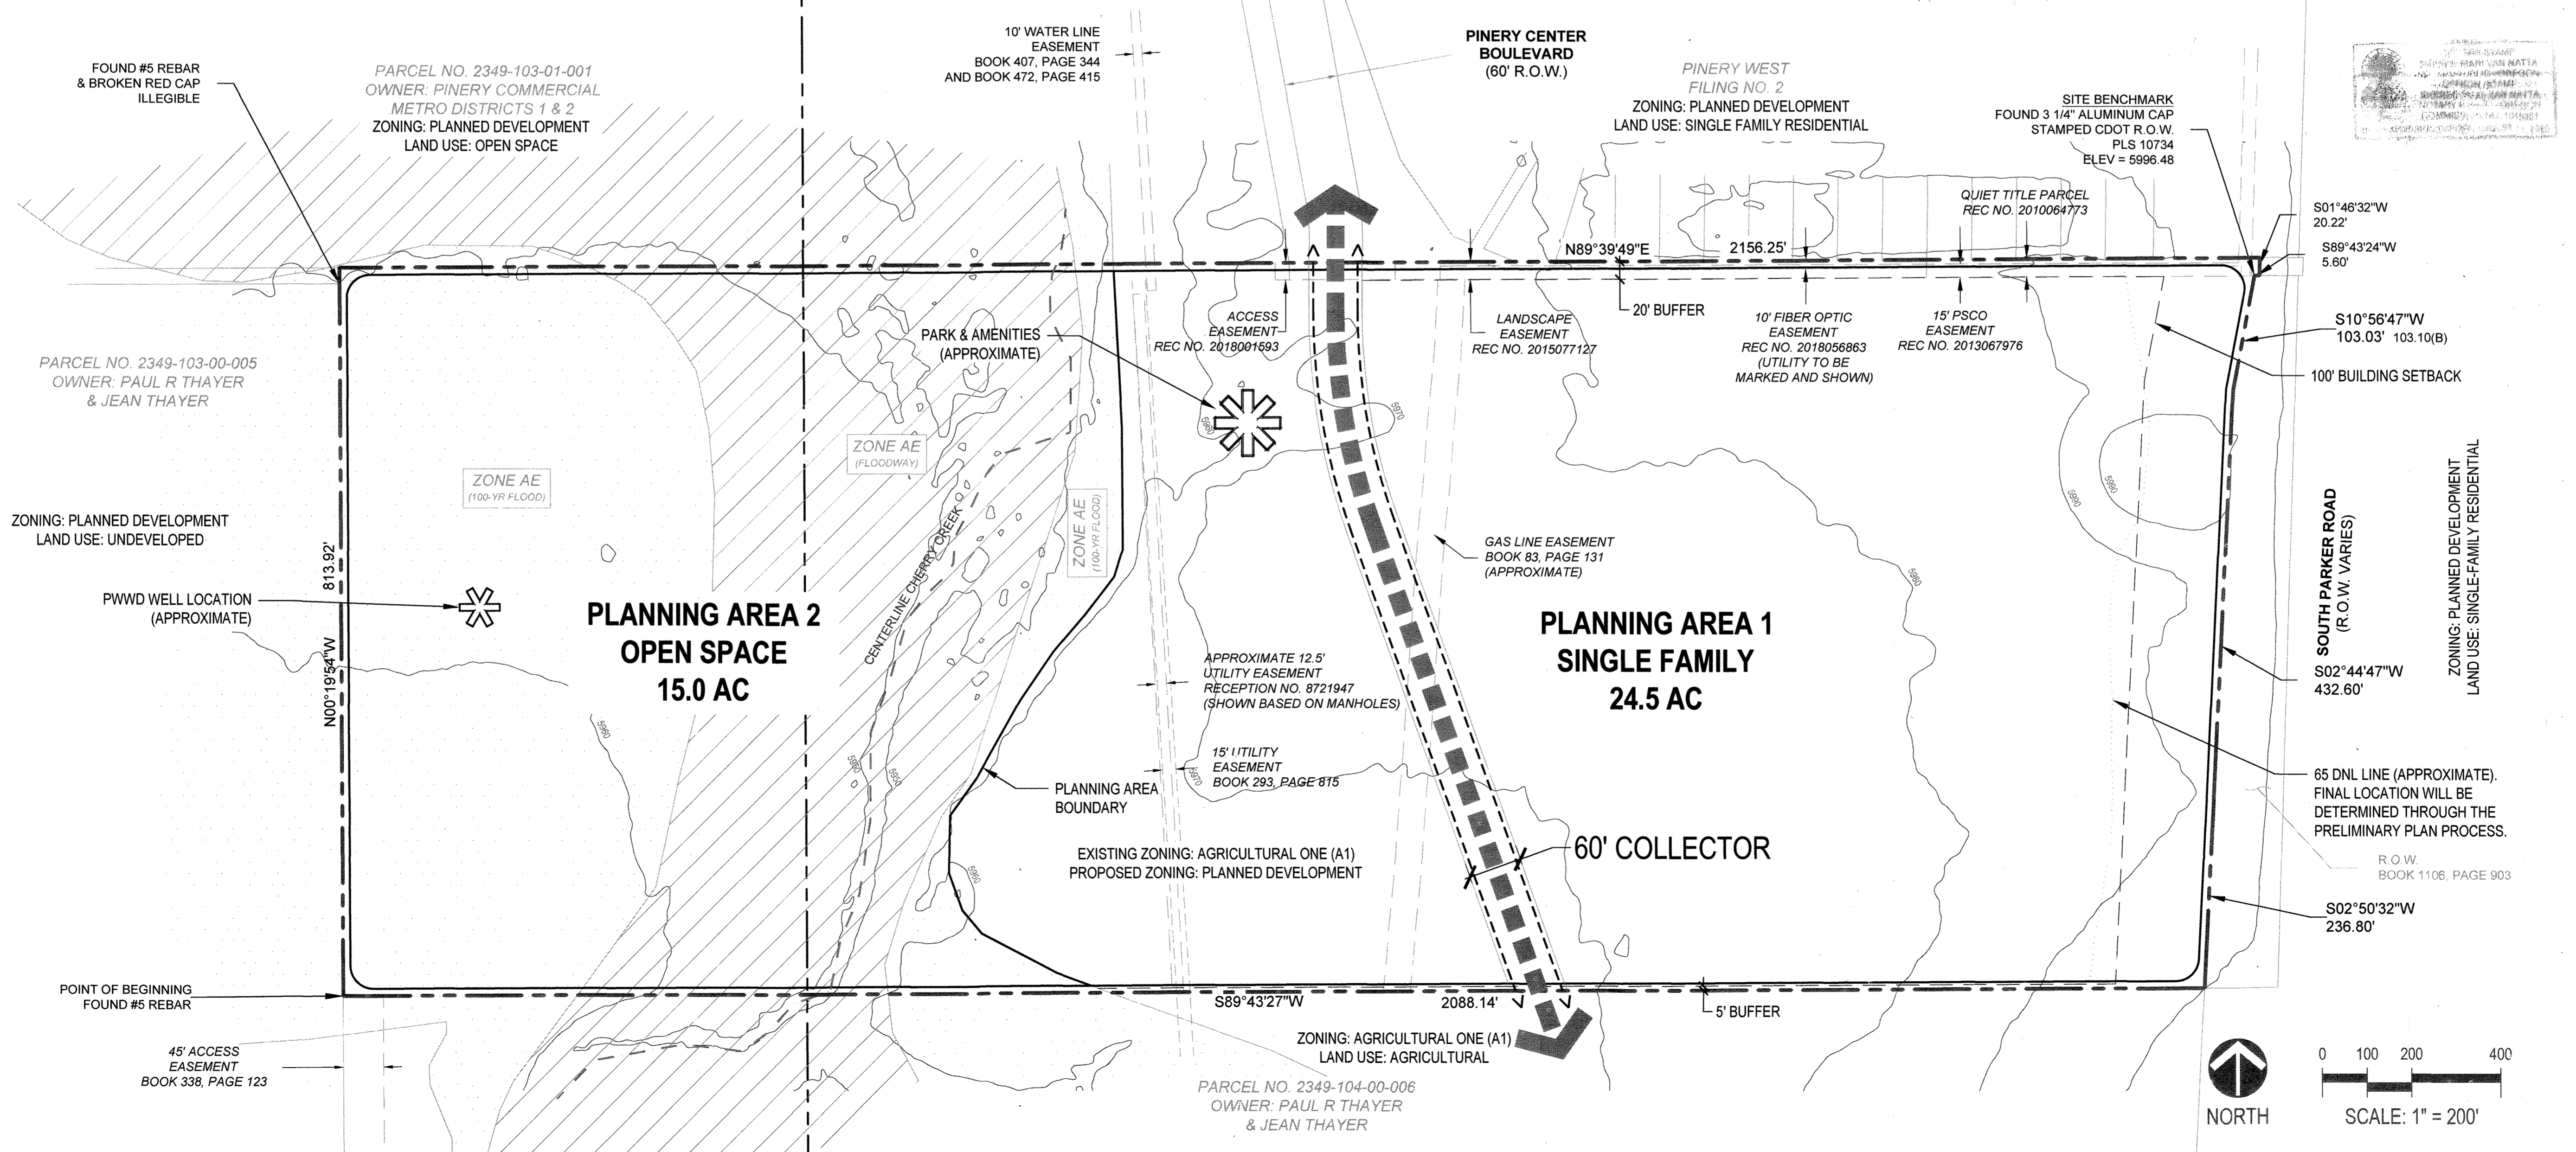 FOUND #5 REBAR
& BROKEN RED CAP
ILLEGIBLE
PARCEL NO. 2349-103-01-001
OWNER: PINERY COMMERCIAL
METRO DISTRICTS 1 & 2
ZONING: PLANNED DEVELOPMENT
LAND USE: OPEN SPACE
10' WATER LINE
EASEMENT
BOOK 407, PAGE 344
AND BOOK 472, PAGE 415
PINERY CENTER
BOULEVARD
(60' R.O.W.)
PINERY WEST
FILING NO. 2
ZONING: PLANNED DEVELOPMENT
LAND USE: SINGLE FAMILY RESIDENTIAL
SITE BENCHMARK
FOUND 3 1/4" ALUMINUM CAP
STAMPED CDOT R.O.W.
PLS 10734
ELEV = 5996.48
QUIET TITLE PARCEL
REC NO. 2010064773
S01°46'32"W
20.22'
S89°43'24"W
5.60'
N89°39'49"E
2156.25'
S10°56'47"W
103.03' 103.10(B)
100' BUILDING SETBACK
PARK & AMENITIES
(APPROXIMATE)
ACCESS
EASEMENT
REC NO. 2018001593
LANDSCAPE
EASEMENT
REC NO. 2015077127
20' BUFFER
10' FIBER OPTIC
EASEMENT
REC NO. 2018056863
(UTILITY TO BE
MARKED AND SHOWN)
15' PSCO
EASEMENT
REC NO. 2013067976
PARCEL NO. 2349-103-00-005
OWNER: PAUL R THAYER
& JEAN THAYER
ZONING: PLANNED DEVELOPMENT
LAND USE: UNDEVELOPED
PWWD WELL LOCATION
(APPROXIMATE)
N00°19'54"W
813.92'
ZONE AE
(100-YR FLOOD)
ZONE AE
(FLOODWAY)
ZONE AE
(100-YR FLOOD)
CENTERLINE CHERRY CREEK
5960
5970
5990
5990
5980
PLANNING AREA 2
OPEN SPACE
15.0 AC
GAS LINE EASEMENT
BOOK 83, PAGE 131
(APPROXIMATE)
PLANNING AREA 1
SINGLE FAMILY
24.5 AC
SOUTH PARKER ROAD
(R.O.W. VARIES)
ZONING: PLANNED DEVELOPMENT
LAND USE: SINGLE-FAMILY RESIDENTIAL
S02°44'47"W
432.60'
APPROXIMATE 12.5'
UTILITY EASEMENT
RECEPTION NO. 8721947
(SHOWN BASED ON MANHOLES)
15' UTILITY
EASEMENT
BOOK 293, PAGE 815
5960
5950
5950
5970
5960
PLANNING AREA
BOUNDARY
65 DNL LINE (APPROXIMATE).
FINAL LOCATION WILL BE
DETERMINED THROUGH THE
PRELIMINARY PLAN PROCESS.
R.O.W.
BOOK 1106, PAGE 903
60' COLLECTOR
EXISTING ZONING: AGRICULTURAL ONE (A1)
PROPOSED ZONING: PLANNED DEVELOPMENT
S02°50'32"W
236.80'
POINT OF BEGINNING
FOUND #5 REBAR
S89°43'27"W
2088.14'
5' BUFFER
45' ACCESS
EASEMENT
BOOK 338, PAGE 123
ZONING: AGRICULTURAL ONE (A1)
LAND USE: AGRICULTURAL
PARCEL NO. 2349-104-00-006
OWNER: PAUL R THAYER
& JEAN THAYER
NORTH
0 100 200 400
SCALE: 1" = 200'